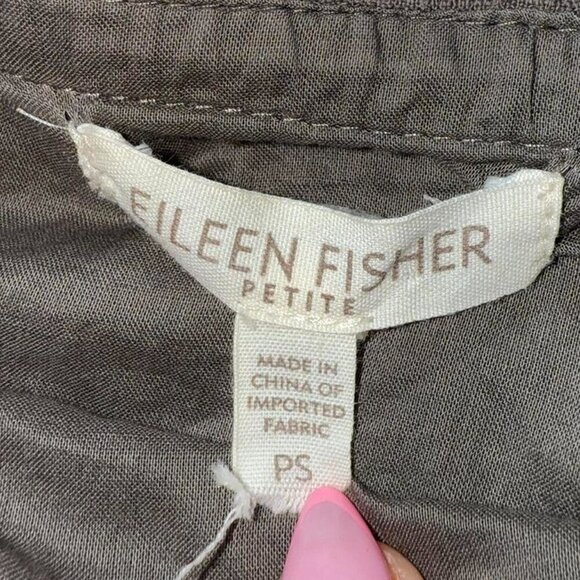 EILEEN FISHER
PETITE
MADE IN
CHINA OF
IMPORTED
FABRIC
PS